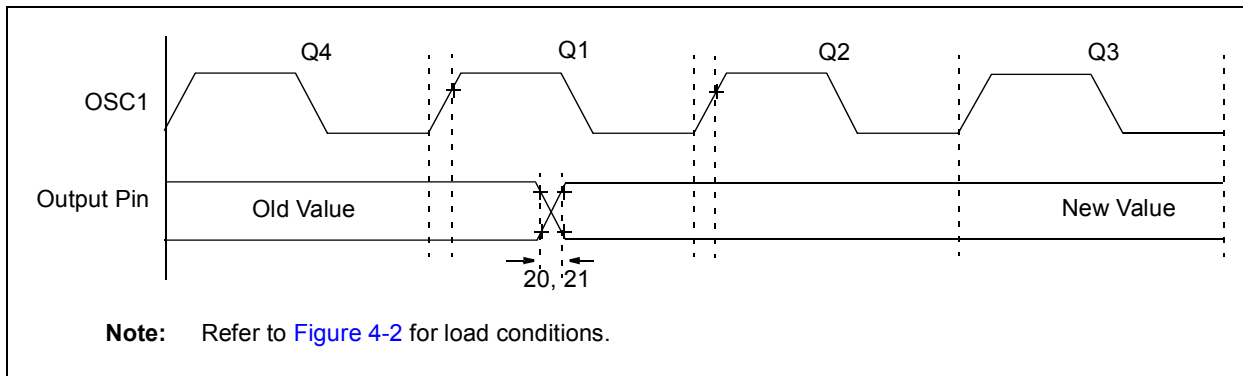 Q4 Q1 Q2 Q3
OSC1
Output Pin
Old Value New Value
20, 21
Note: Refer to Figure 4-2 for load conditions.